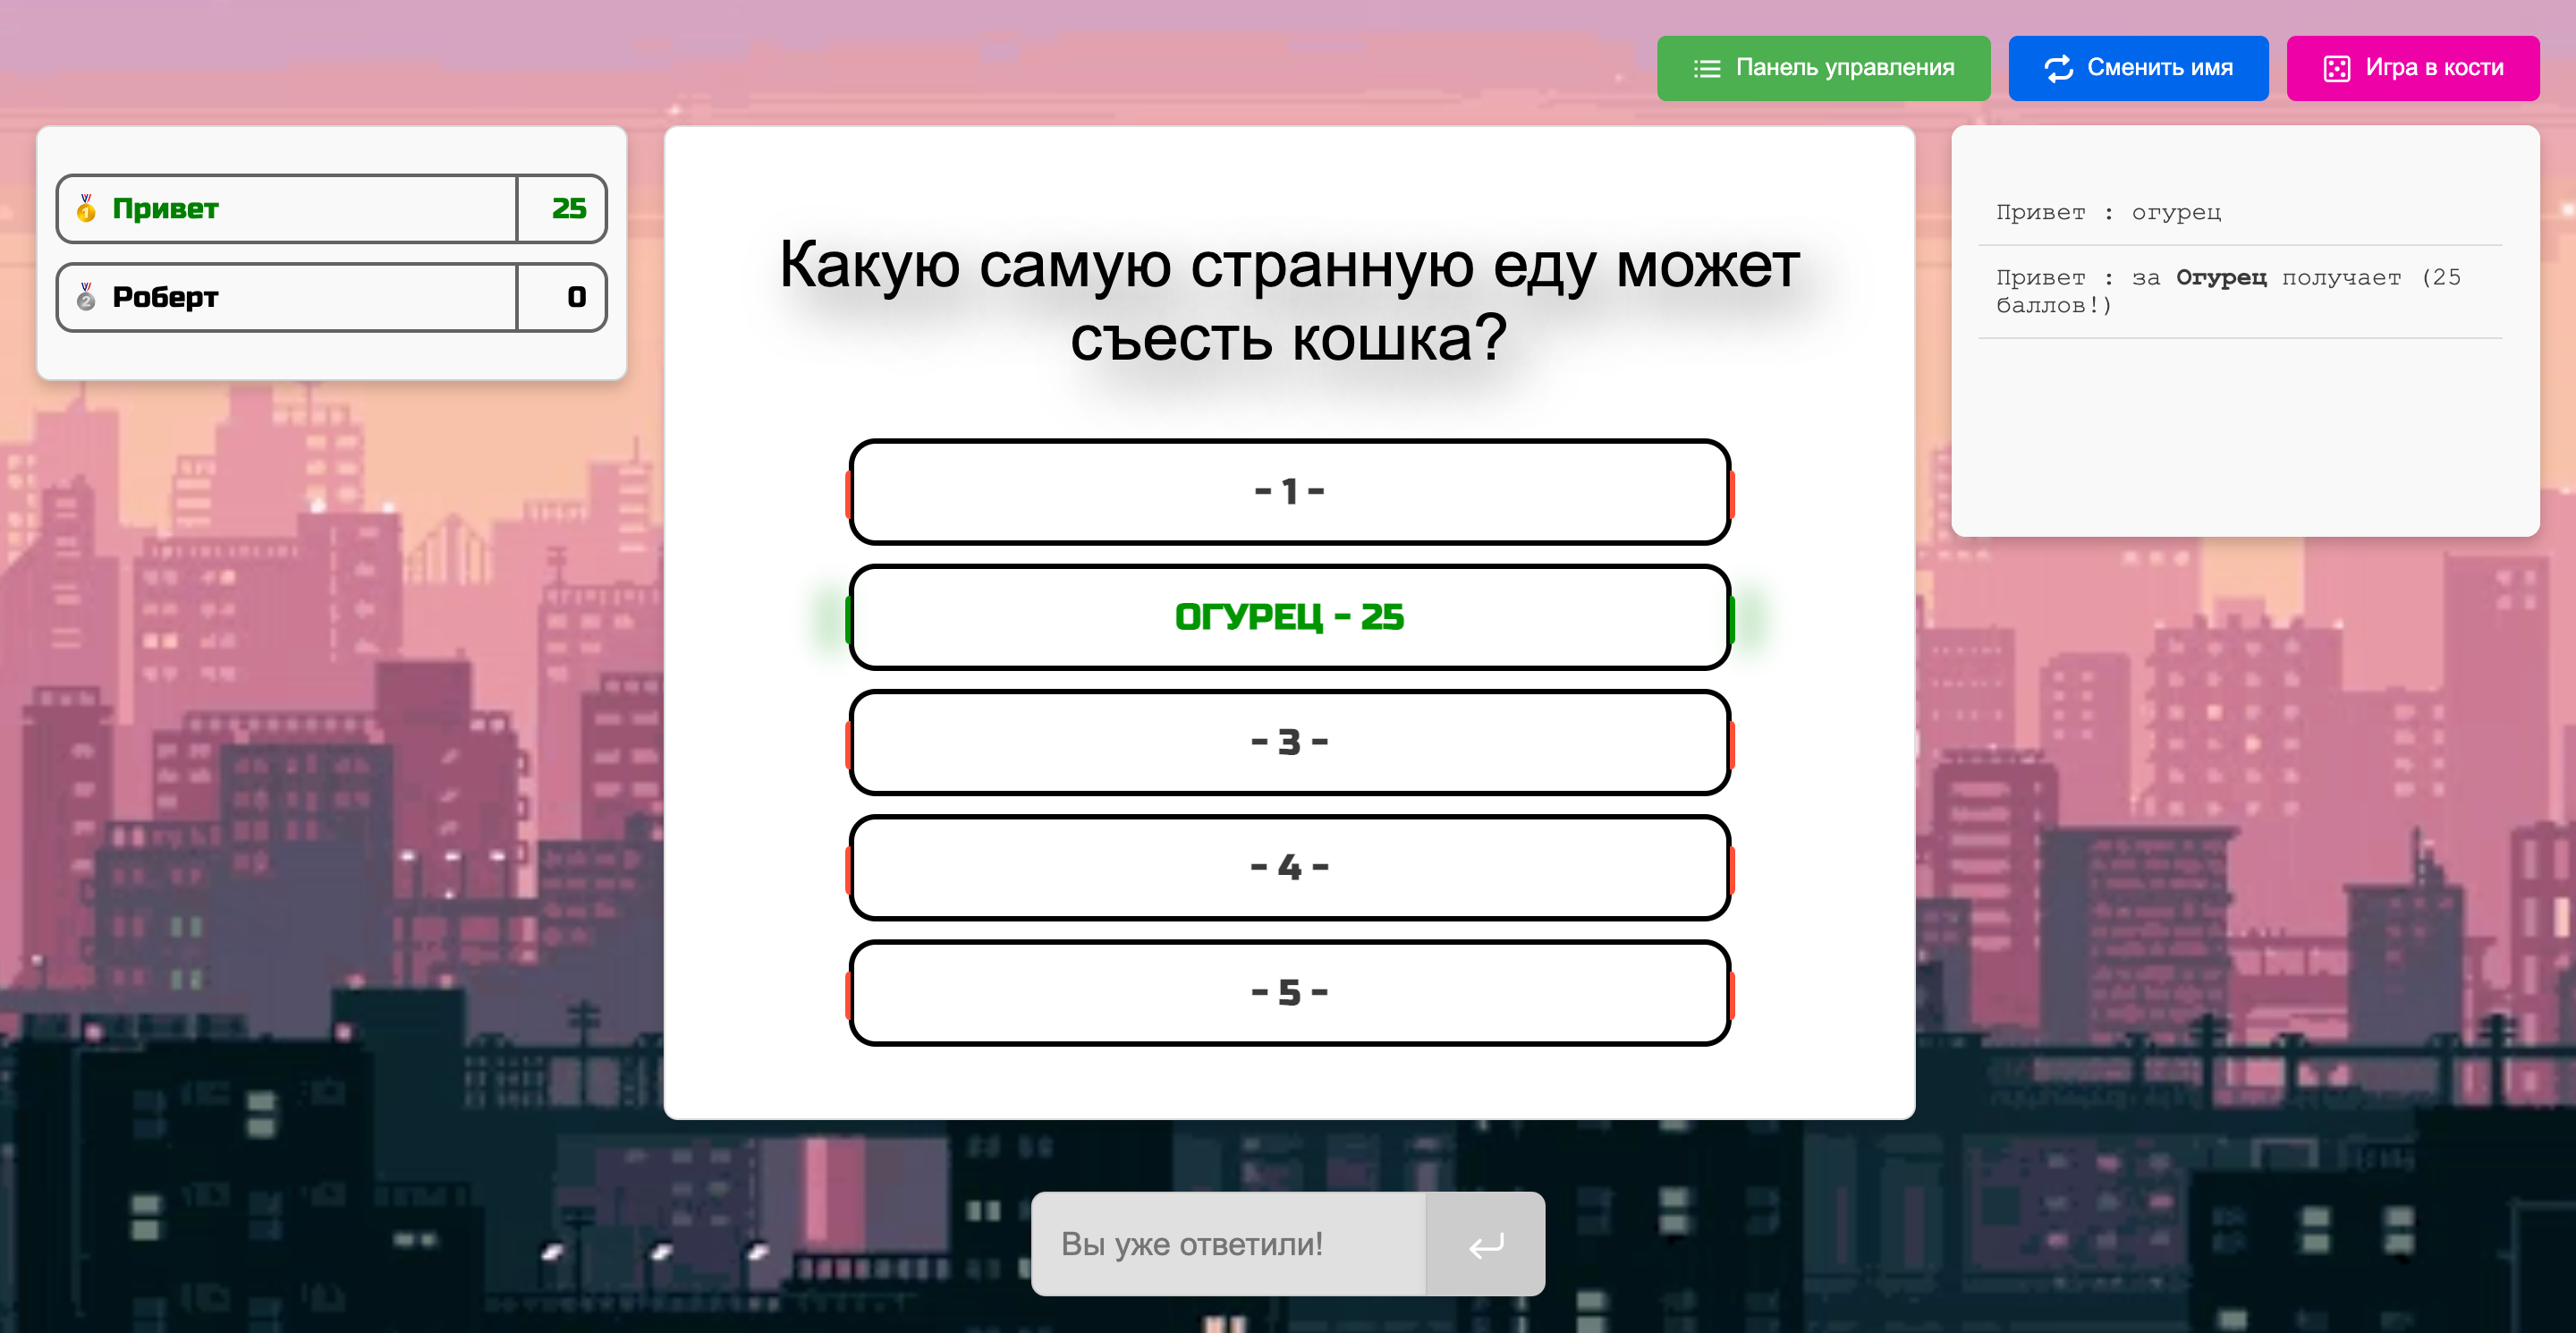 Панель управления
Сменить имя
Игра в кости
Привет 25
Роберт 0
Какую самую странную еду может
съесть кошка?
- 1 -
ОГУРЕЦ - 25
- 3 -
- 4 -
- 5 -
Привет : огурец
Привет : за Огурец получает (25
баллов!)
Вы уже ответили!